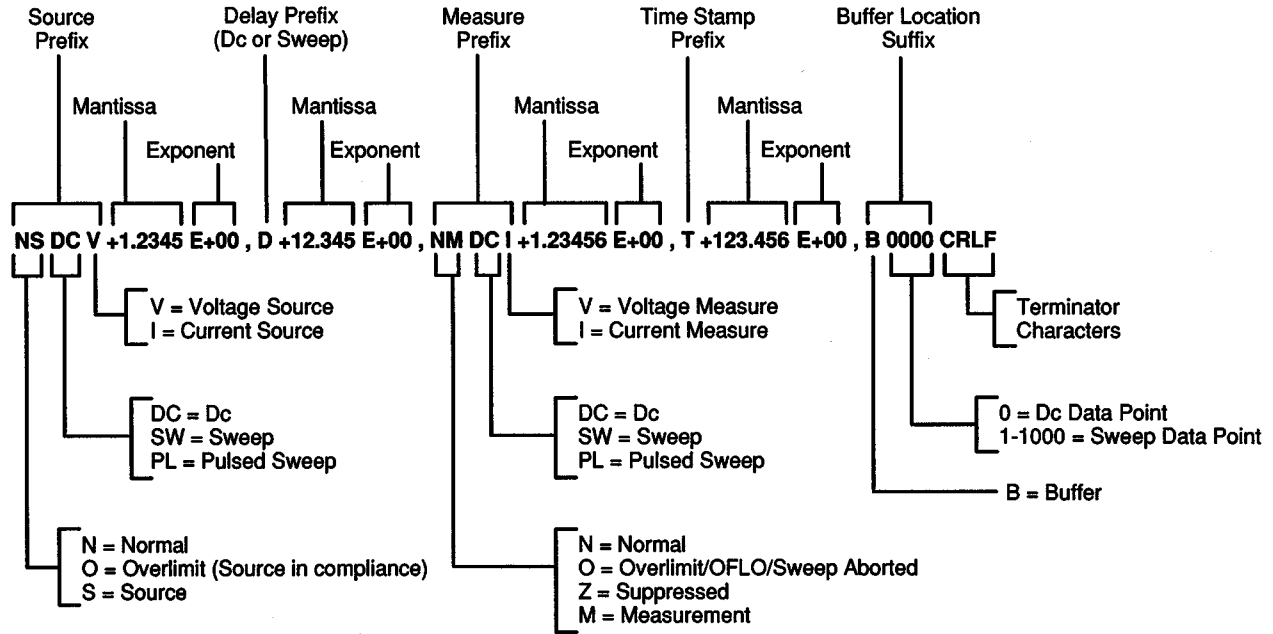 Source Prefix
Delay Prefix (Dc or Sweep)
Measure Prefix
Time Stamp Prefix
Buffer Location Suffix
Mantissa
Mantissa
Mantissa
Mantissa
Exponent
Exponent
Exponent
Exponent
NS DC V +1.2345 E+00 , D +12.345 E+00 , NM DC I +1.23456 E+00 , T +123.456 E+00 , B 0000 CRLF
V = Voltage Source
I = Current Source
V = Voltage Measure
I = Current Measure
Terminator
Characters
DC = Dc
SW = Sweep
PL = Pulsed Sweep
DC = Dc
SW = Sweep
PL = Pulsed Sweep
0 = Dc Data Point
1-1000 = Sweep Data Point
B = Buffer
N = Normal
O = Overlimit (Source in compliance)
S = Source
N = Normal
O = Overlimit/OFLO/Sweep Aborted
Z = Suppressed
M = Measurement